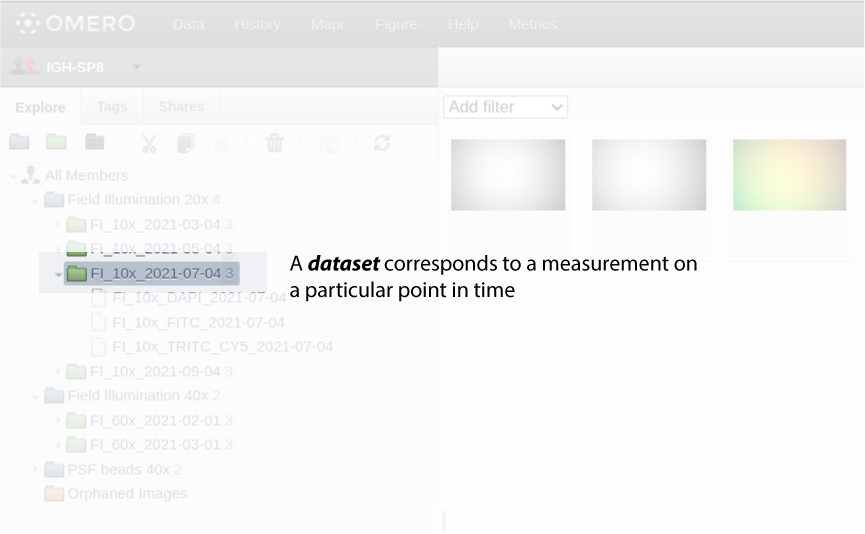 OMERO
Data
History
Mapr
Figure
Help
Metrics
IGH-SP8
Explore
Tags
Shares
Add filter
All Members
Field Illumination 20x 4
FI_10x_2021-03-04 3
FI_10x_2021-05-04 3
FI_10x_2021-07-04 3
A dataset corresponds to a measurement on
a particular point in time
FI_10x_DAPI_2021-07-04
FI_10x_FITC_2021-07-04
FI_10x_TRITC_CY5_2021-07-04
FI_10x_2021-09-04 3
Field Illumination 40x 2
FI_60x_2021-02-01 3
FI_60x_2021-03-01 3
PSF beads 40x 2
Orphaned Images